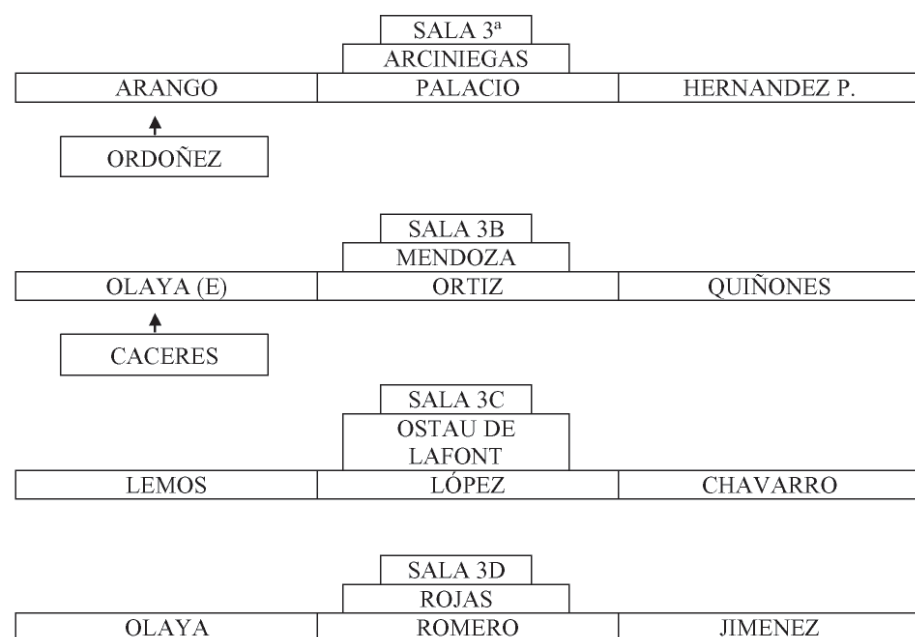 SALA 3ª
ARCINIEGAS
ARANGO PALACIO HERNANDEZ P.
ORDOÑEZ
SALA 3B
MENDOZA
OLAYA (E) ORTIZ QUIÑONES
CACERES
SALA 3C
OSTAU DE
LAFONT
LEMOS LÓPEZ CHAVARRO
SALA 3D
ROJAS
OLAYA ROMERO JIMENEZ